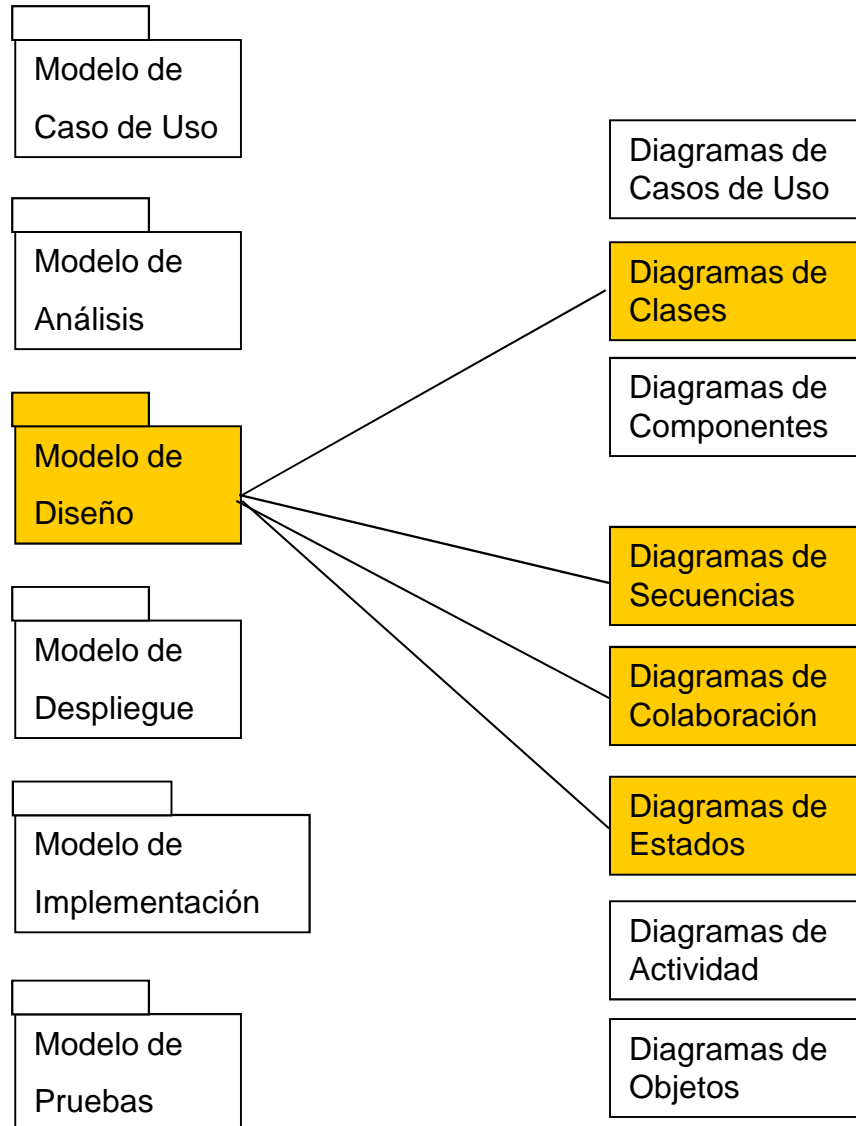 Modelo de
Caso de Uso
Modelo de
Análisis
Modelo de
Diseño
Modelo de
Despliegue
Modelo de
Implementación
Modelo de
Pruebas
Diagramas de
Casos de Uso
Diagramas de
Clases
Diagramas de
Componentes
Diagramas de
Secuencias
Diagramas de
Colaboración
Diagramas de
Estados
Diagramas de
Actividad
Diagramas de
Objetos